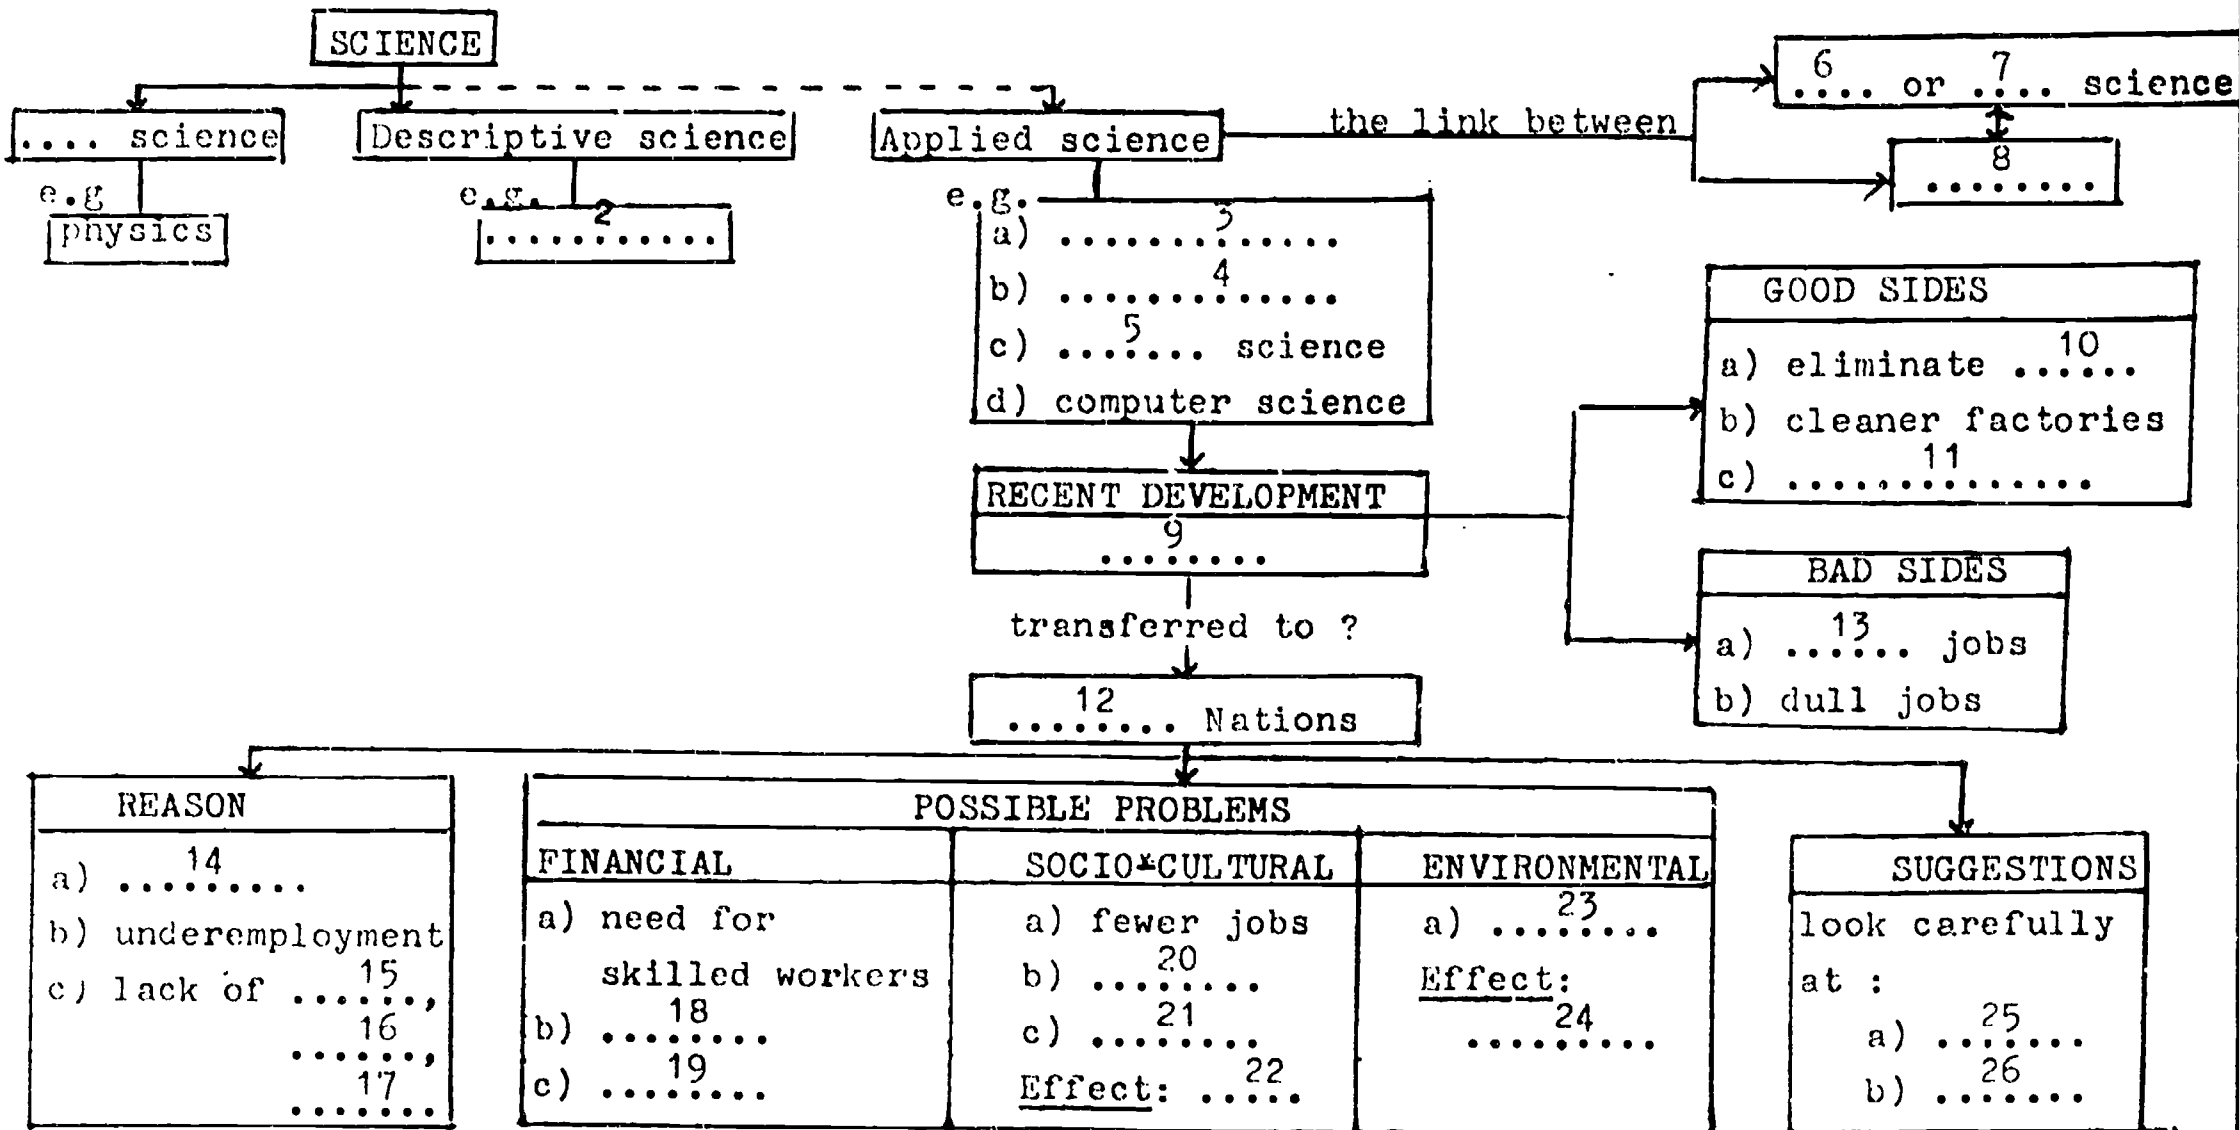 SCIENCE
.... science
e.g
physics
Descriptive science
e.g.
2
...........
Applied science
e.g.
3
a) .............
4
b) .............
5
c) ....... science
d) computer science
the link between
6 7
.... or .... science
8
........
RECENT DEVELOPMENT
9
........
GOOD SIDES
10
a) eliminate ......
b) cleaner factories
11
c) ..............
BAD SIDES
13
a) ...... jobs
b) dull jobs
transferred to ?
12
........ Nations
REASON
14
a) .........
b) underemployment
15
c) lack of ......,
16
......,
17
.......
POSSIBLE PROBLEMS
FINANCIAL
a) need for
skilled workers
18
b) ........
19
c) ........
SOCIO-CULTURAL
a) fewer jobs
20
b) ........
21
c) ........
22
Effect: .....
ENVIRONMENTAL
23
a) ........
Effect:
24
.........
SUGGESTIONS
look carefully
at :
25
a) .......
26
b) .......